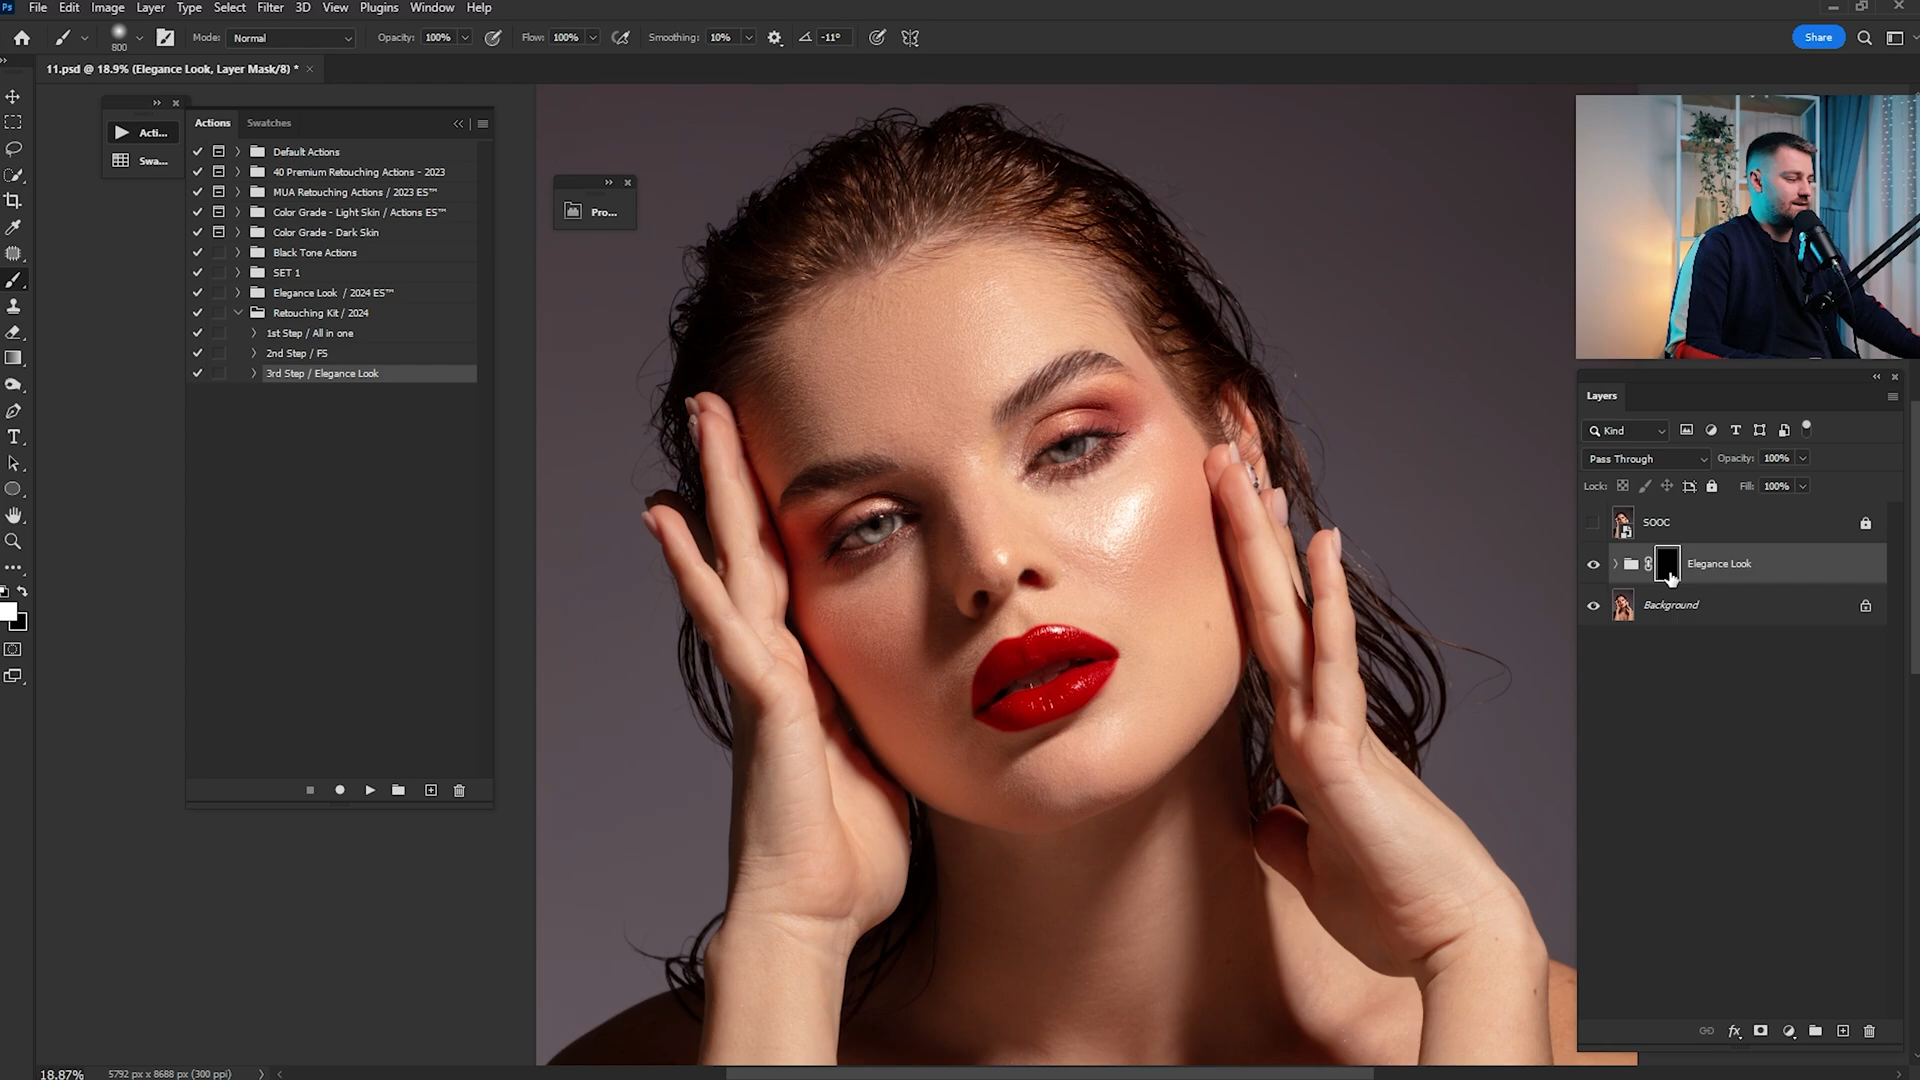 Ps File Edit Image Layer Type Select Filter 3D View Plugins Window Help
800 Mode: Normal Opacity: 100% Flow: 100% Smoothing: 10% -11° Share
11.psd @ 18.9% (Elegance Look, Layer Mask/8) *
Acti...
Swa...
Actions Swatches
Default Actions
40 Premium Retouching Actions - 2023
MUA Retouching Actions / 2023 ES™
Color Grade - Light Skin / Actions ES™
Color Grade - Dark Skin
Black Tone Actions
SET 1
Elegance Look / 2024 ES™
Retouching Kit / 2024
1st Step / All in one
2nd Step / FS
3rd Step / Elegance Look
Pro...
Layers
Kind
Pass Through Opacity: 100%
Lock: Fill: 100%
SOOC
Elegance Look
Background
fx
18.87% 5792 px x 8688 px (300 ppi)